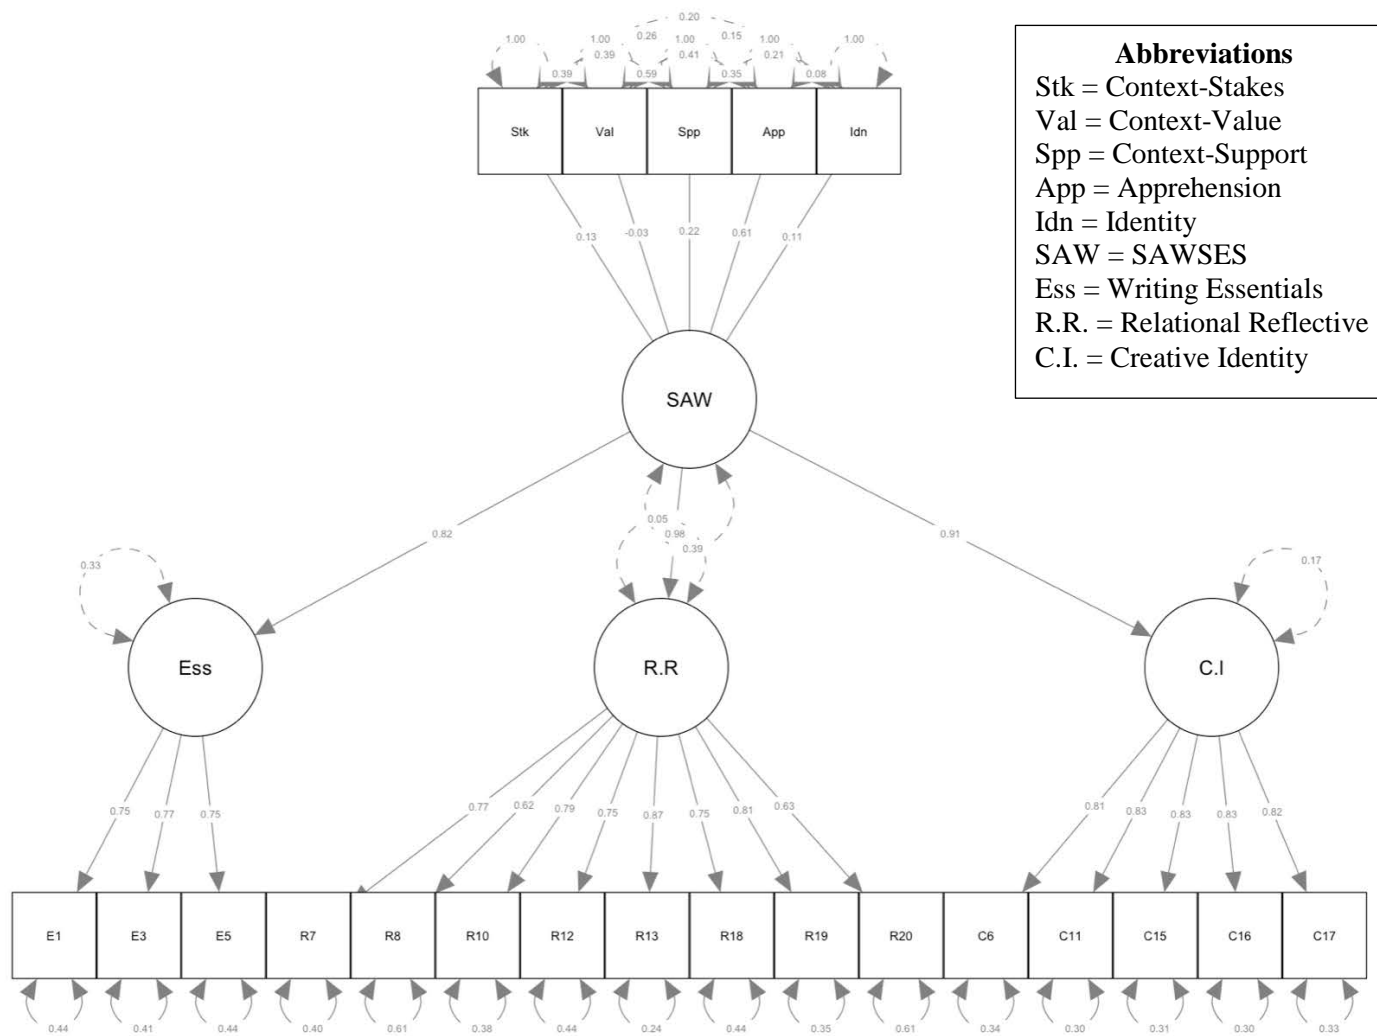 0.20
1.00 1.00 0.26 1.00 0.15 1.00 1.00
0.39 0.41 0.21
0.39 0.59 0.35 0.08
Stk Val Spp App Idn
0.13 -0.03 0.22 0.61 0.11
SAW
0.05
0.82 0.98 0.91
0.39
0.33 0.17
Ess R.R C.I
0.75 0.77 0.75 0.77 0.62 0.79 0.75 0.87 0.75 0.81 0.63 0.81 0.83 0.83 0.83 0.82
E1 E3 E5 R7 R8 R10 R12 R13 R18 R19 R20 C6 C11 C15 C16 C17
0.44 0.41 0.44 0.40 0.61 0.38 0.44 0.24 0.44 0.35 0.61 0.34 0.30 0.31 0.30 0.33
Abbreviations
Stk = Context-Stakes
Val = Context-Value
Spp = Context-Support
App = Apprehension
Idn = Identity
SAW = SAWSES
Ess = Writing Essentials
R.R. = Relational Reflective
C.I. = Creative Identity